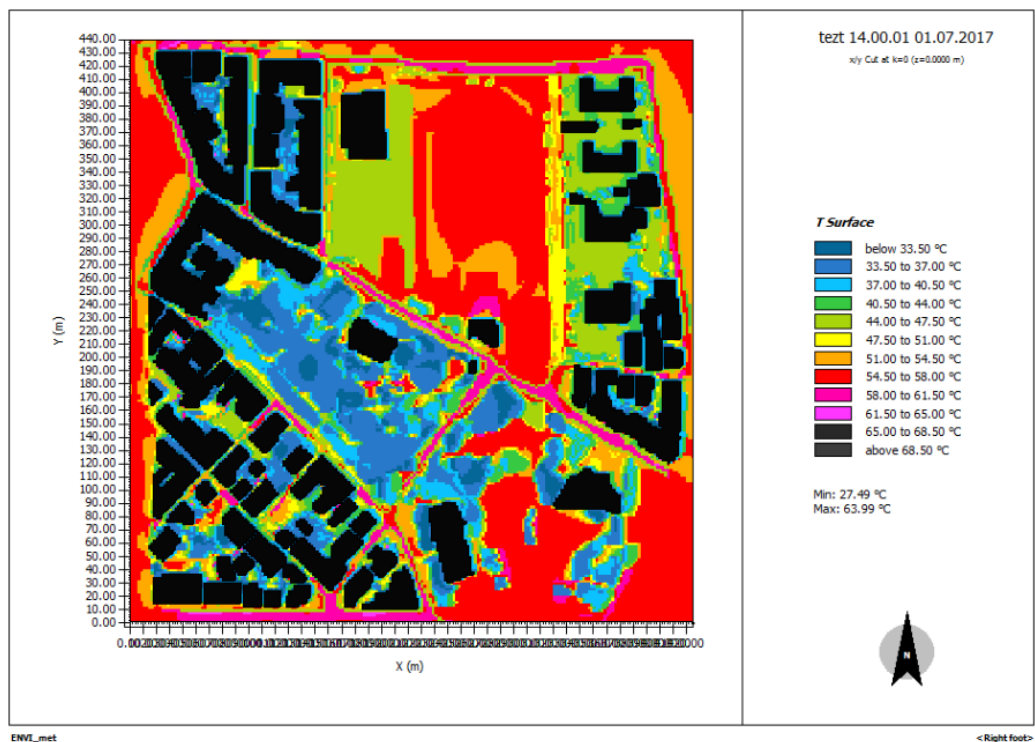 tezt 14.00.01 01.07.2017
x/y Cut at k=0 (z=0.0000 m)
440.00
430.00
420.00
410.00
400.00
390.00
380.00
370.00
360.00
350.00
340.00
330.00
320.00
310.00
300.00
290.00
280.00
270.00
260.00
250.00
240.00
230.00
220.00
210.00
200.00
190.00
180.00
170.00
160.00
150.00
140.00
130.00
120.00
110.00
100.00
90.00
80.00
70.00
60.00
50.00
40.00
30.00
20.00
10.00
0.00
Y (m)
X (m)
T Surface
below 33.50 °C
33.50 to 37.00 °C
37.00 to 40.50 °C
40.50 to 44.00 °C
44.00 to 47.50 °C
47.50 to 51.00 °C
51.00 to 54.50 °C
54.50 to 58.00 °C
58.00 to 61.50 °C
61.50 to 65.00 °C
65.00 to 68.50 °C
above 68.50 °C
Min: 27.49 °C
Max: 63.99 °C
N
ENVI_met
<Right foot>